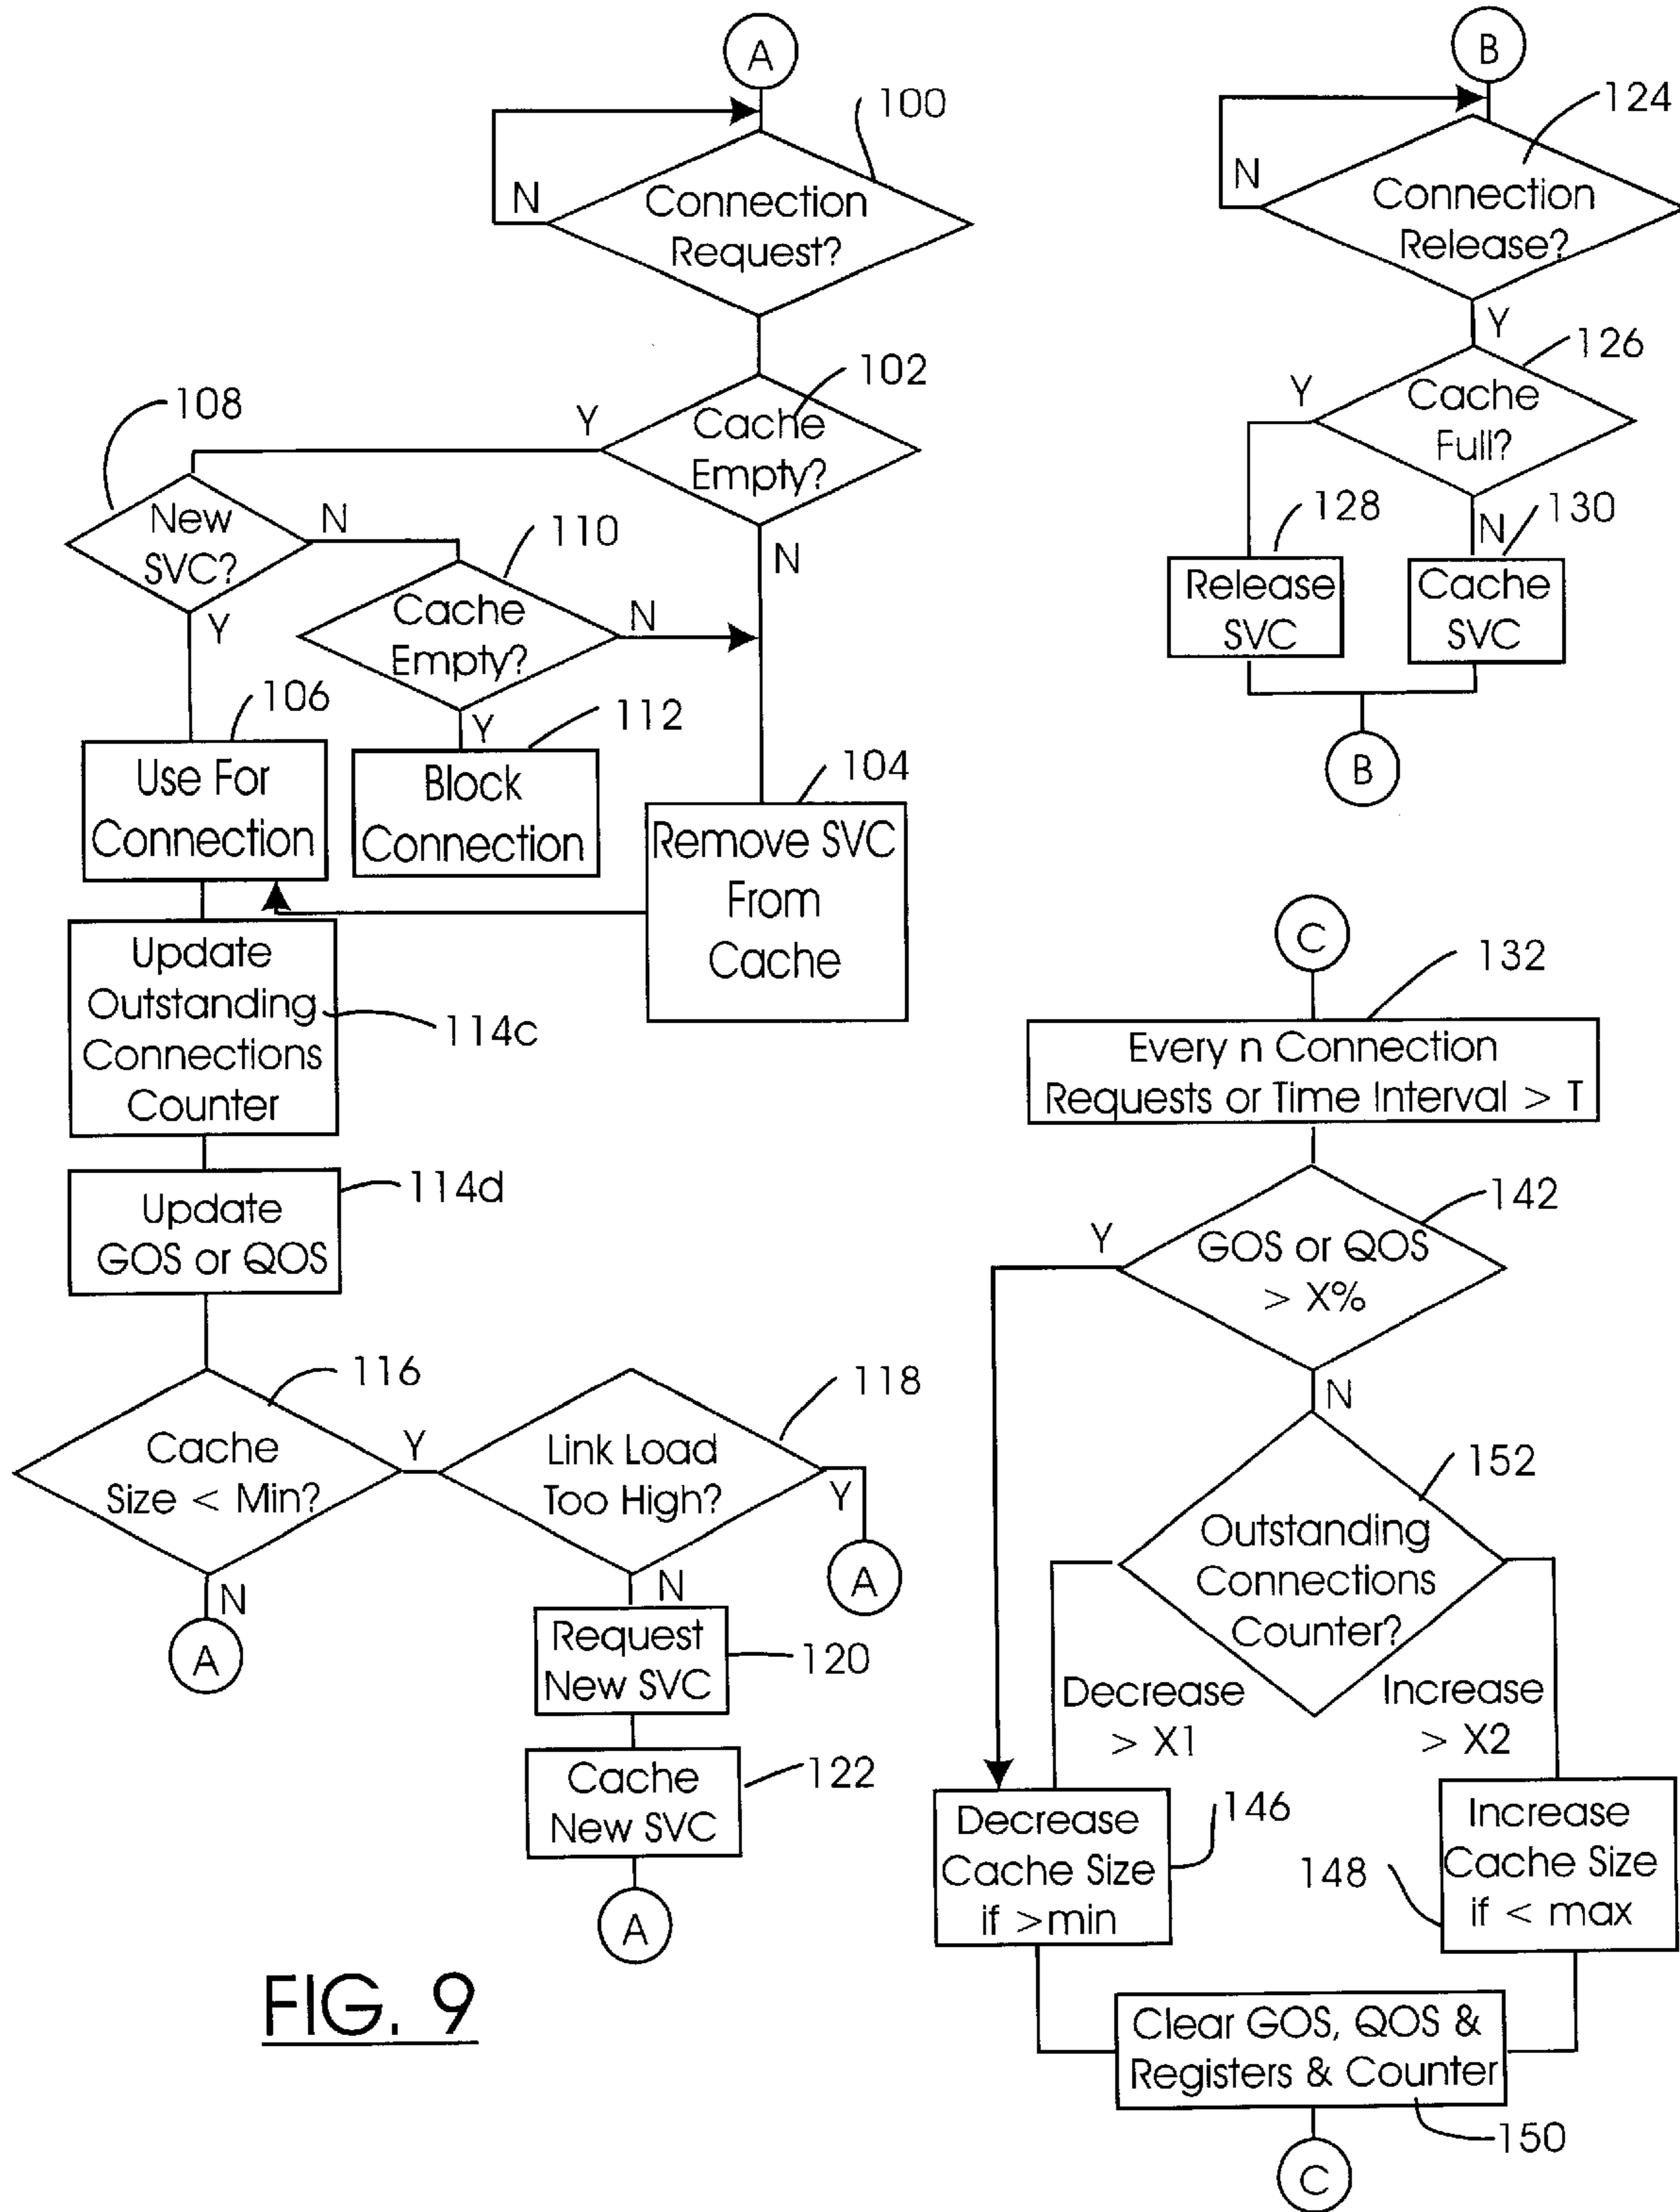 A
100
N
Connection
Request?
102
Y
Cache
Empty?
N
108
New
SVC?
N
Y
110
Cache
Empty?
N
Y
106
Use For
Connection
112
Block
Connection
104
Remove SVC
From
Cache
Update
Outstanding
Connections
Counter
114c
Update
GOS or QOS
114d
116
Cache
Size < Min?
Y
N
A
118
Link Load
Too High?
Y
A
N
Request
New SVC
120
Cache
New SVC
122
A
FIG. 9
B
124
N
Connection
Release?
Y
126
Y
Cache
Full?
N
128
Release
SVC
130
Cache
SVC
B
C
132
Every n Connection
Requests or Time Interval > T
142
Y
GOS or QOS
> X%
N
152
Outstanding
Connections
Counter?
Decrease
> X1
Increase
> X2
146
Decrease
Cache Size
if >min
148
Increase
Cache Size
if < max
Clear GOS, QOS &
Registers & Counter
150
C